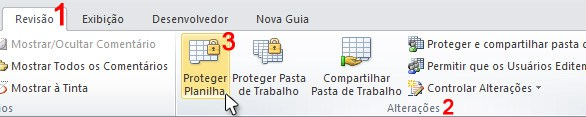 Revisão 1 Exibição Desenvolvedor Nova Guia
Mostrar/Ocultar Comentário
Mostrar Todos os Comentários
Mostrar à Tinta
ios
3
Proteger
Planilha
Proteger Pasta
de Trabalho
Compartilhar
Pasta de Trabalho
Proteger e compartilhar pasta d
Permitir que os Usuários Editem
Controlar Alterações
Alterações 2